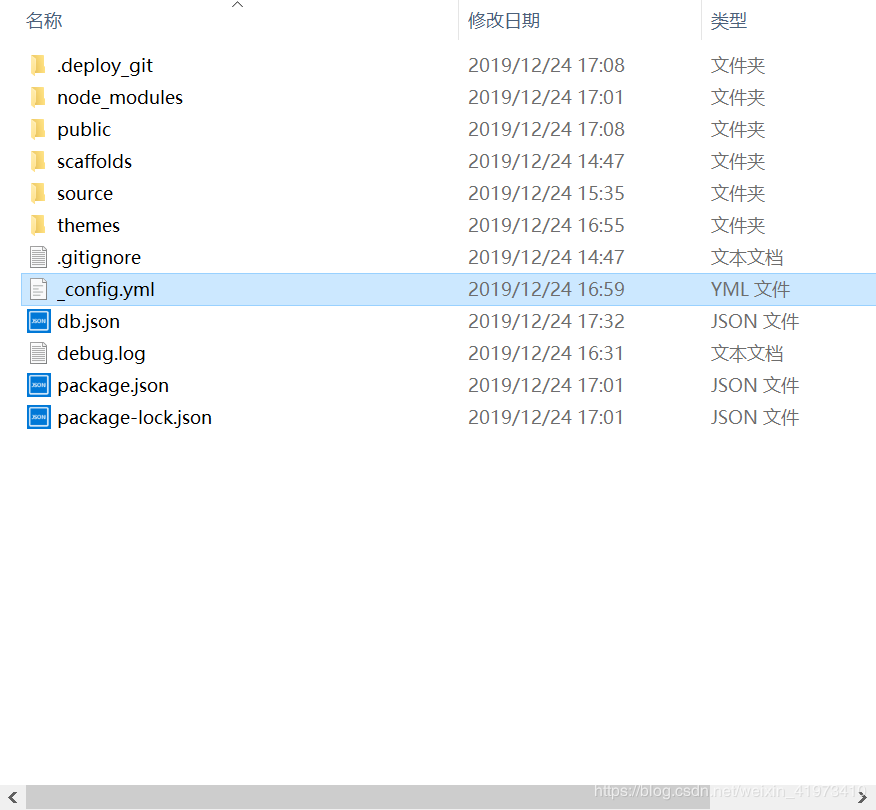 名称 修改日期 类型
.deploy_git 2019/12/24 17:08 文件夹
node_modules 2019/12/24 17:01 文件夹
public 2019/12/24 17:08 文件夹
scaffolds 2019/12/24 14:47 文件夹
source 2019/12/24 15:35 文件夹
themes 2019/12/24 16:55 文件夹
.gitignore 2019/12/24 14:47 文本文档
_config.yml 2019/12/24 16:59 YML 文件
JSON db.json 2019/12/24 17:32 JSON 文件
debug.log 2019/12/24 16:31 文本文档
JSON package.json 2019/12/24 17:01 JSON 文件
JSON package-lock.json 2019/12/24 17:01 JSON 文件